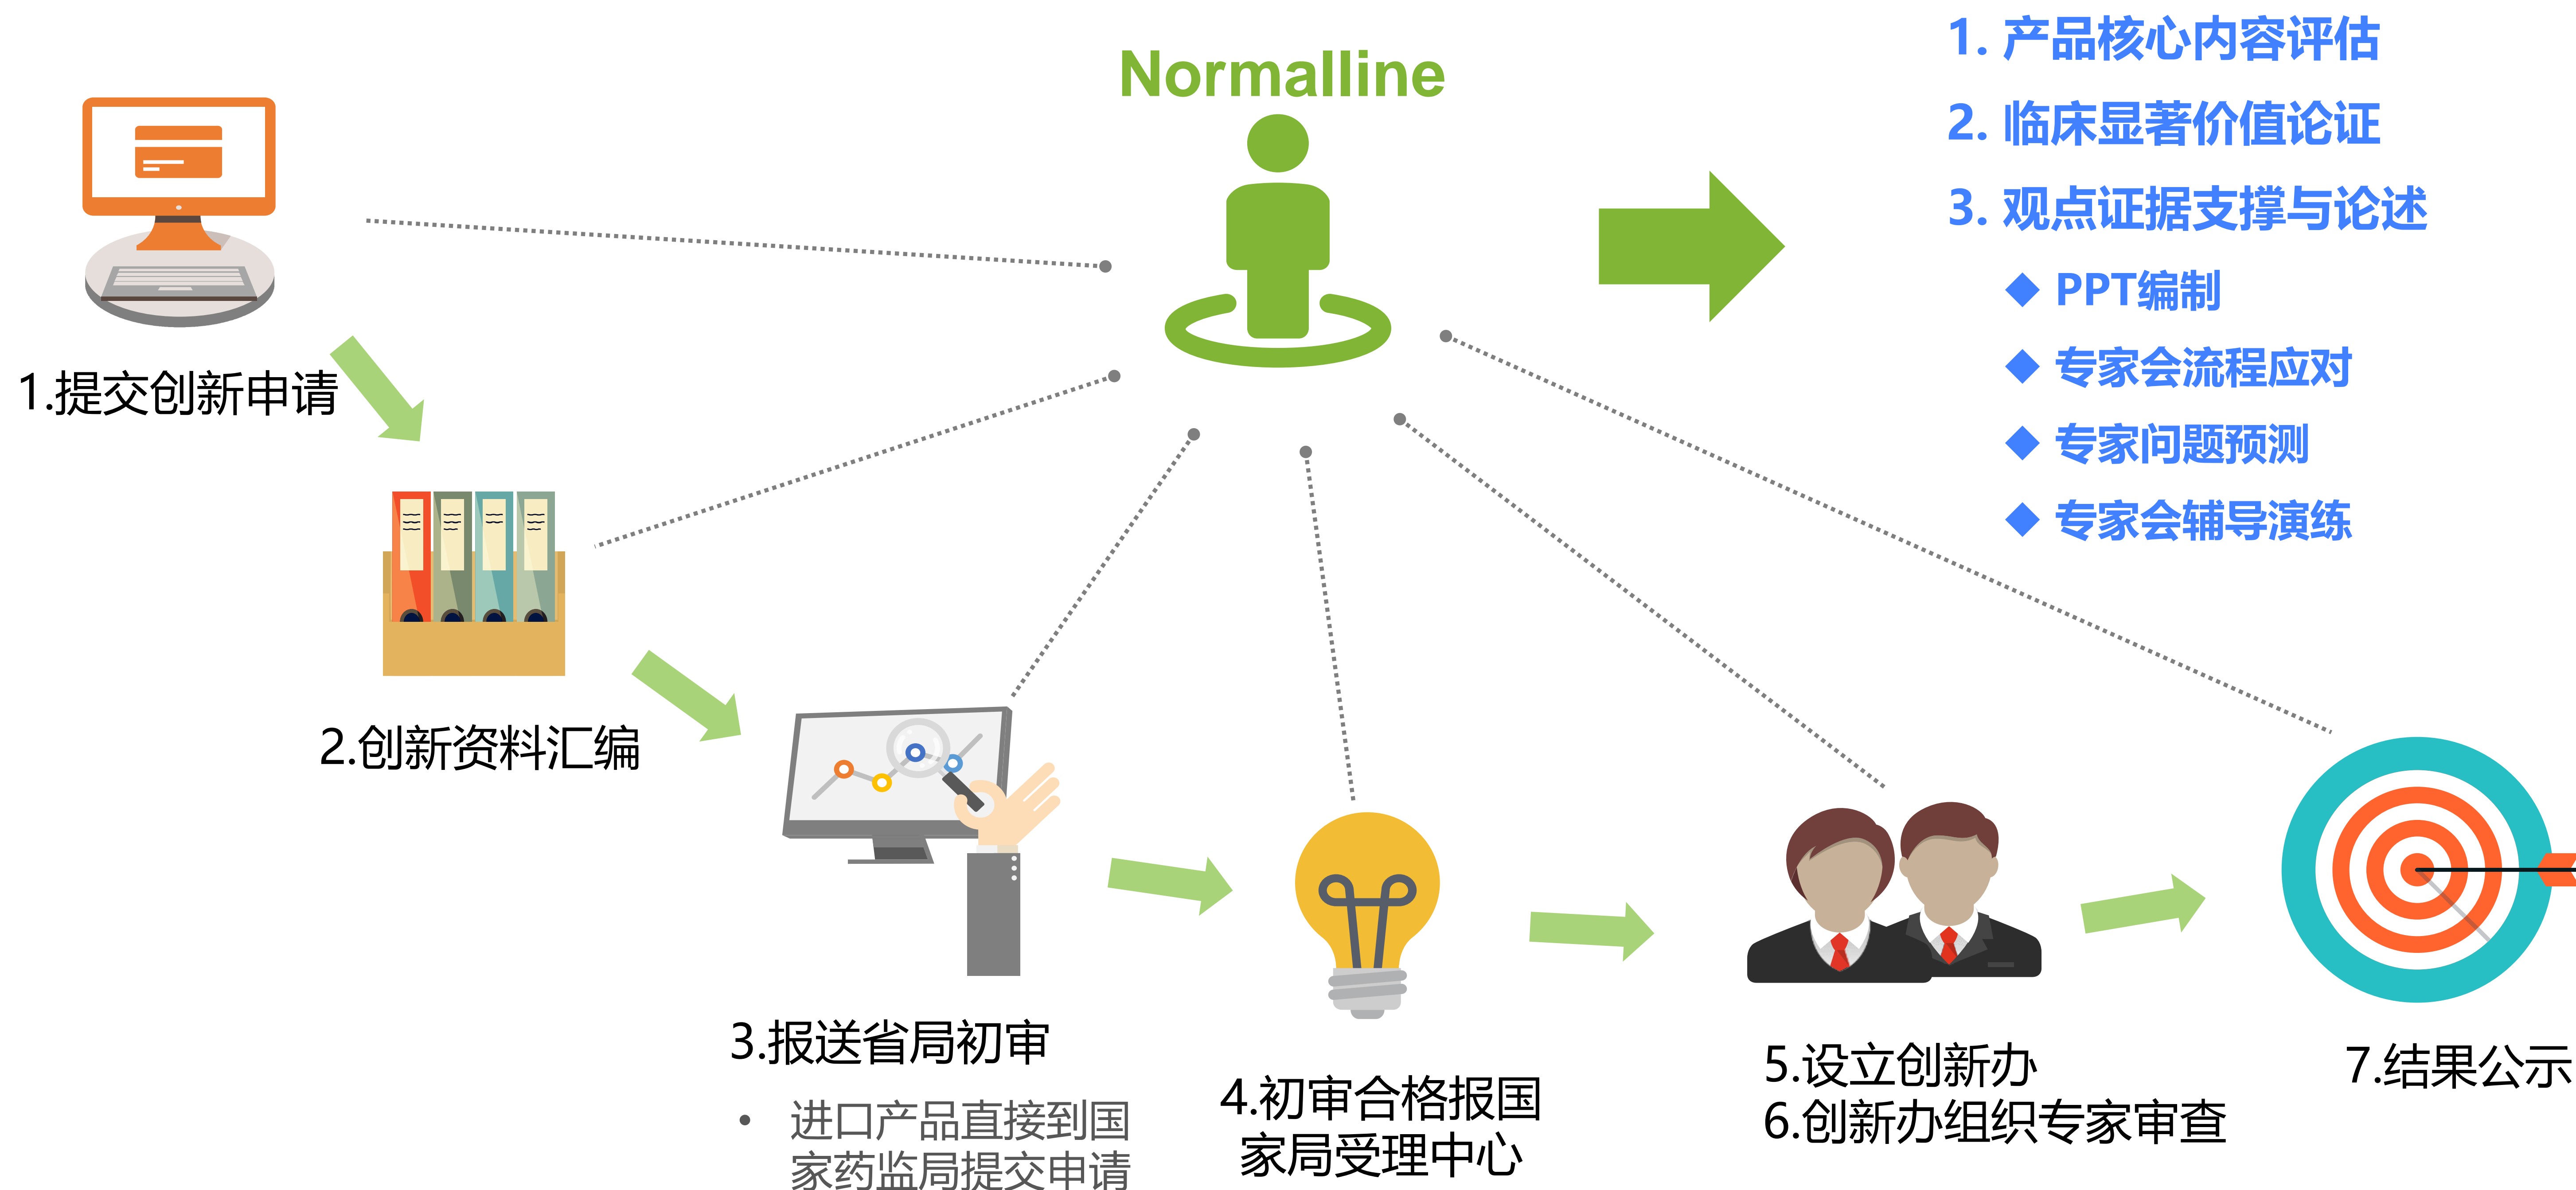 Normalline
1. 产品核心内容评估
2. 临床显著价值论证
3. 观点证据支撑与论述
◆ PPT编制
◆ 专家会流程应对
◆ 专家问题预测
◆ 专家会辅导演练
1.提交创新申请
2.创新资料汇编
3.报送省局初审
• 进口产品直接到国
家药监局提交申请
4.初审合格报国
家局受理中心
5.设立创新办
6.创新办组织专家审查
7.结果公示